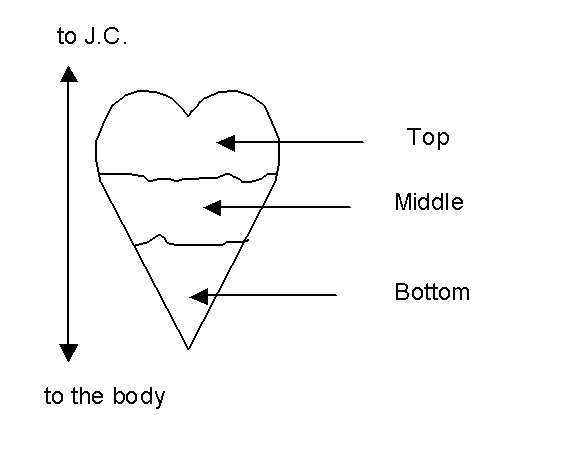 to J.C.
Top
Middle
Bottom
to the body